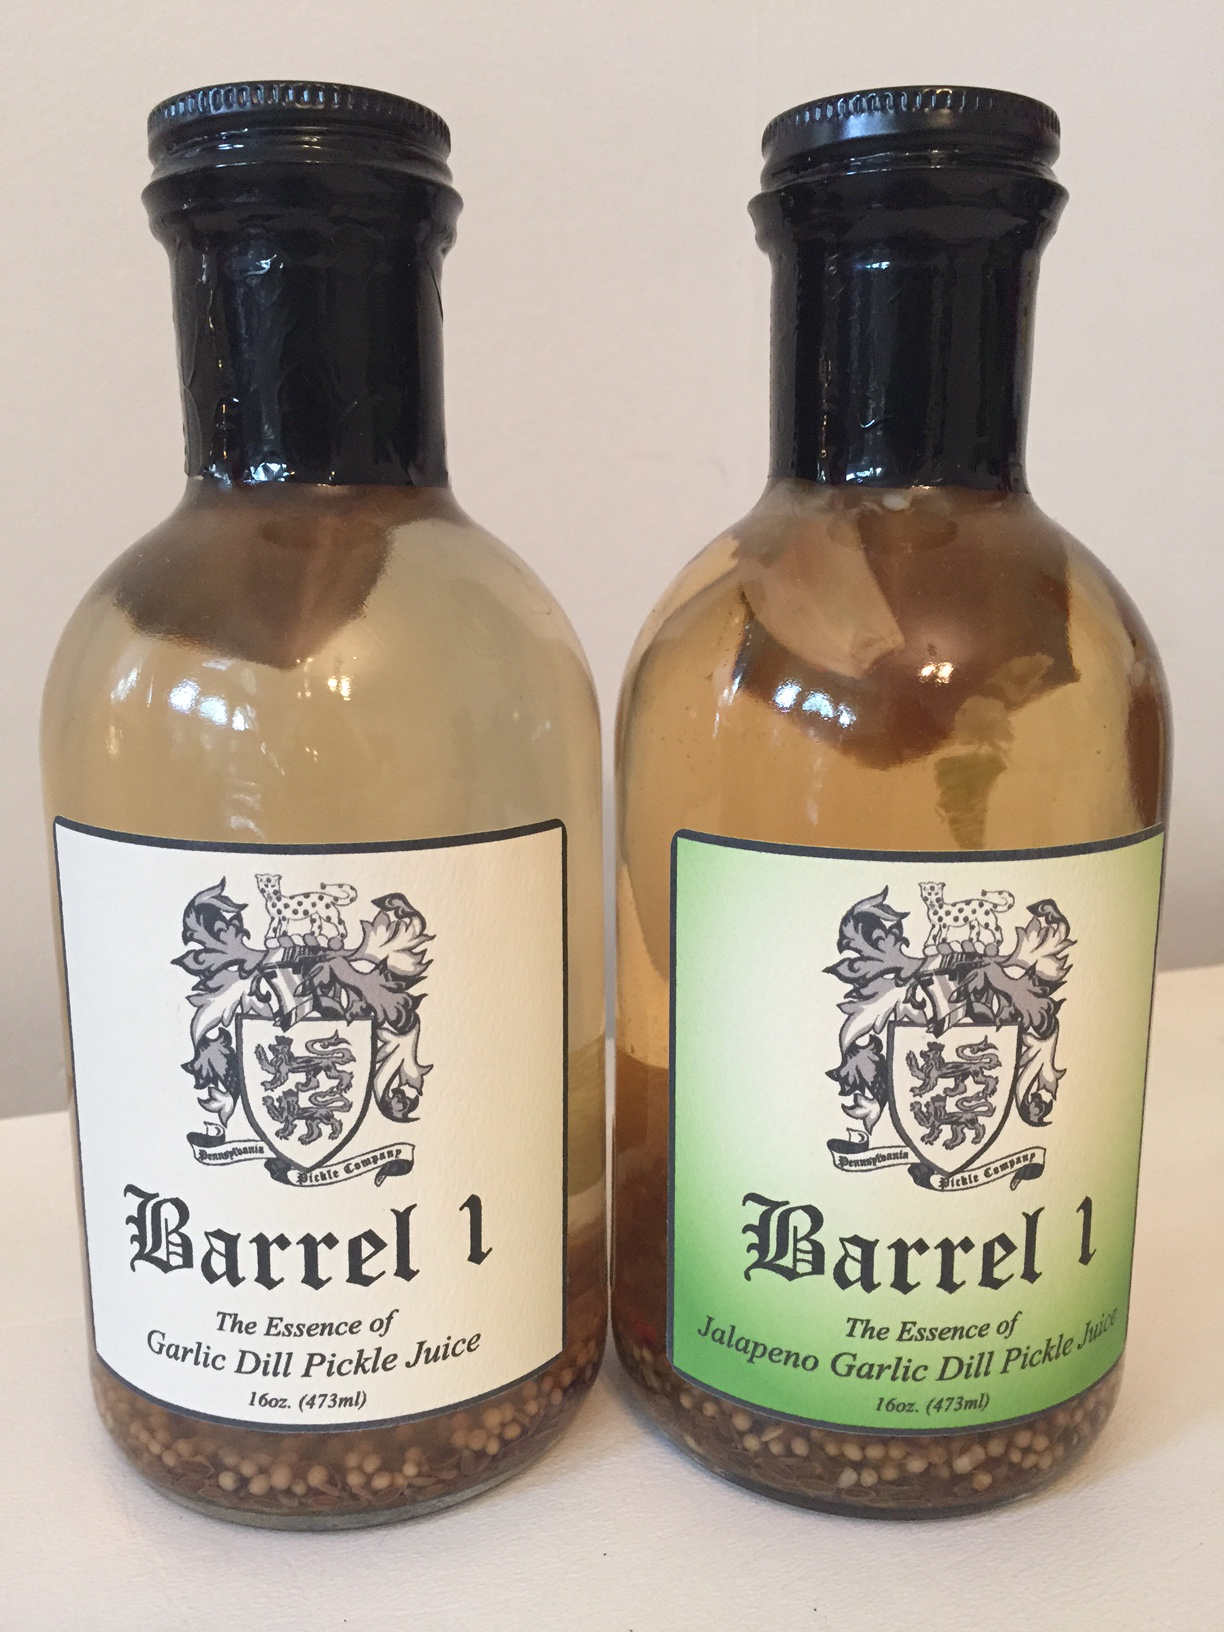 Pennsylvania
Pickle Company
Barrel 1
The Essence of
Garlic Dill Pickle Juice
16oz. (473ml)
Pennsylvania
Pickle Company
Barrel 1
The Essence of
Jalapeno Garlic Dill Pickle Juice
16oz. (473ml)